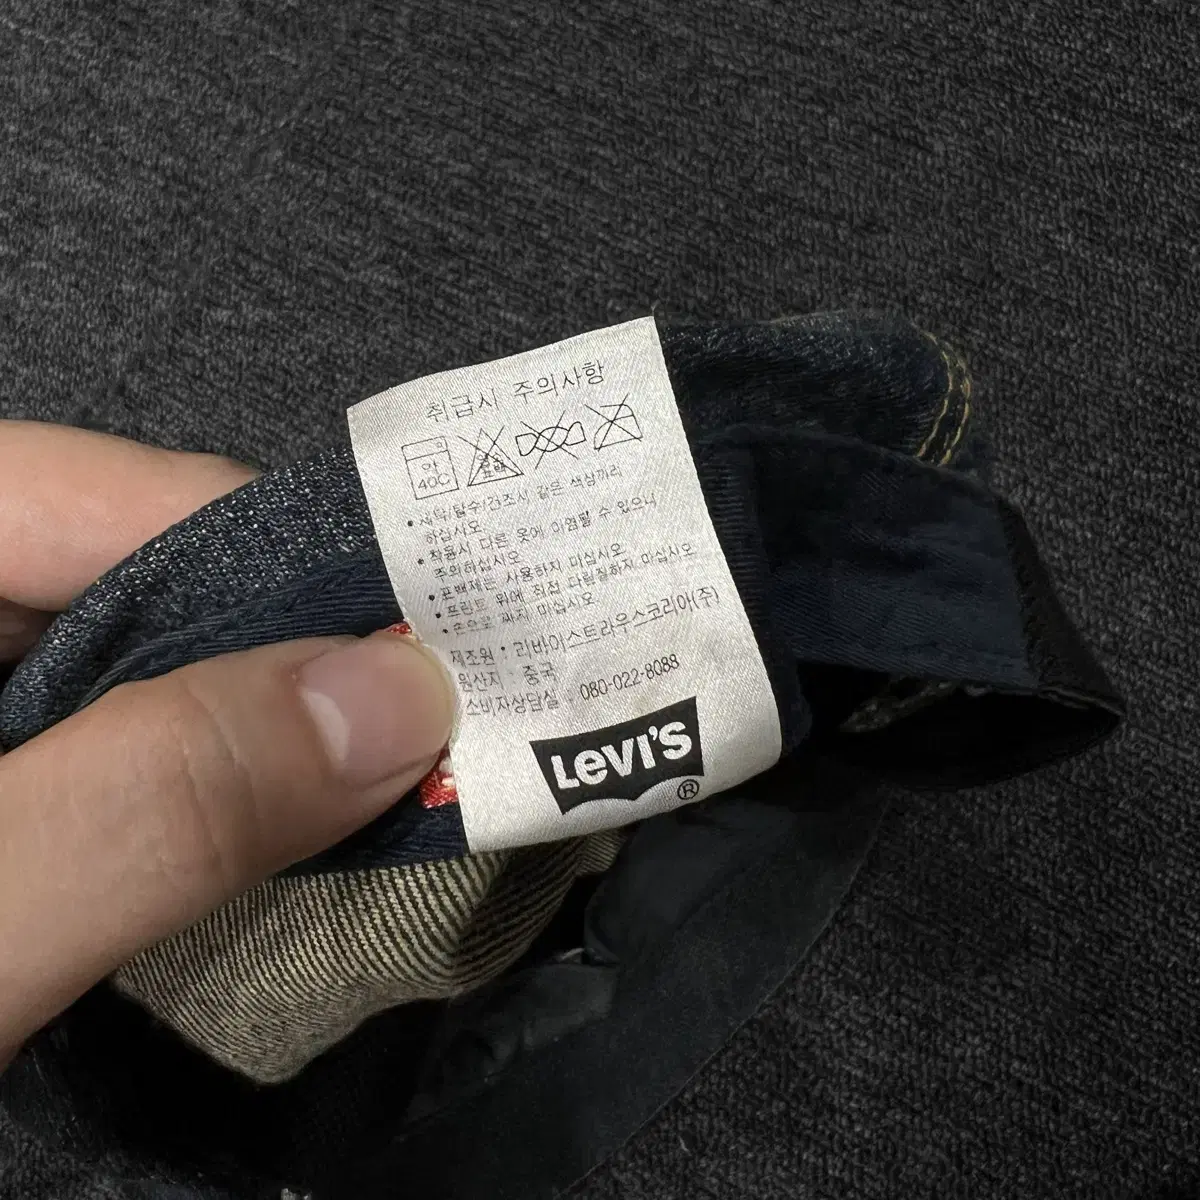 취급시 주의사항
약
40C
염소
표백
• 세탁/탈수/건조시 같은 색상끼리
하십시오
• 착용시 다른 옷에 이염될 수 있으니
주의하십시오
• 표백제는 사용하지 마십시오
• 프린트 위에 직접 다림질하지 마십시오
• 손으로 짜지 마십시오
제조원 : 리바이스트라우스코리아(주)
원산지 : 중국
소비자상담실 : 080-022-8088
LEVI'S
®